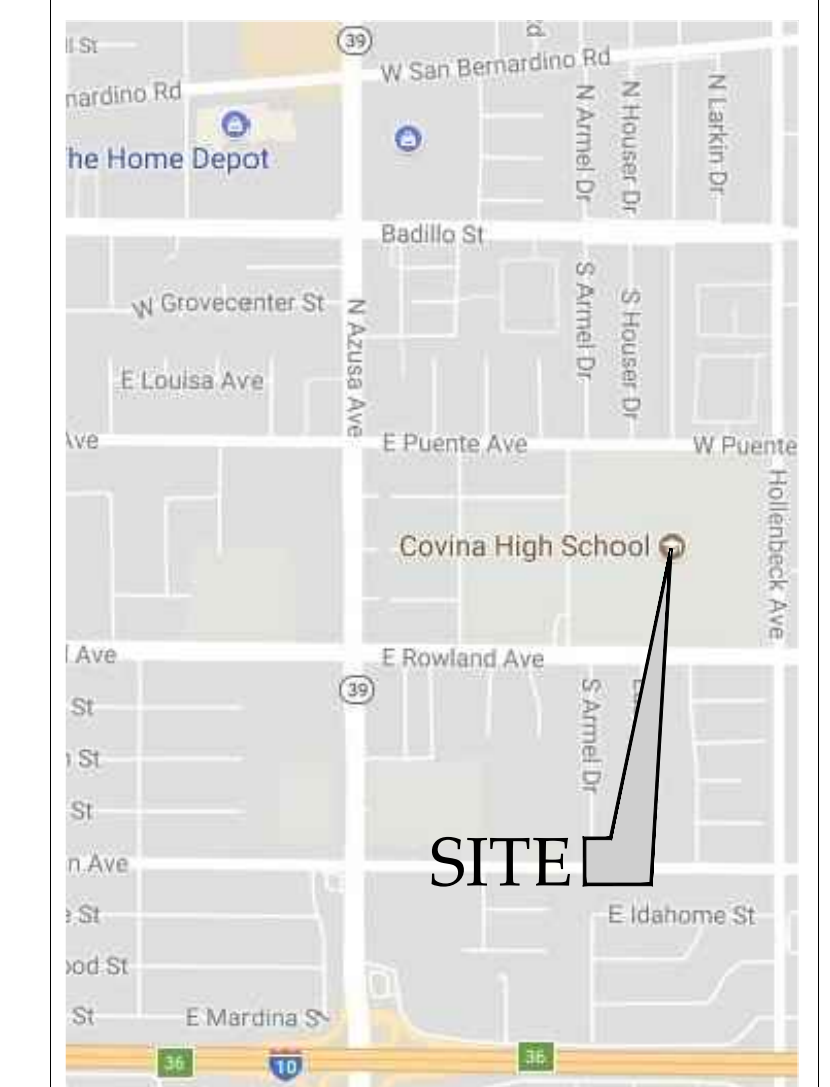 ll St
39
nardino Rd
W San Bernardino Rd
N Armel Dr
N Houser Dr
N Larkin Dr
he Home Depot
Badillo St
W Grovecenter St
N Azusa Ave
S Armel Dr
S Houser Dr
E Louisa Ave
Ave
E Puente Ave
W Puente
Covina High School
Hollenbeck Ave
l Ave
E Rowland Ave
39
St
S Armel Dr
St
St
SITE
n Ave
e St
E Idahome St
ood St
St
E Mardina S
36
10
36